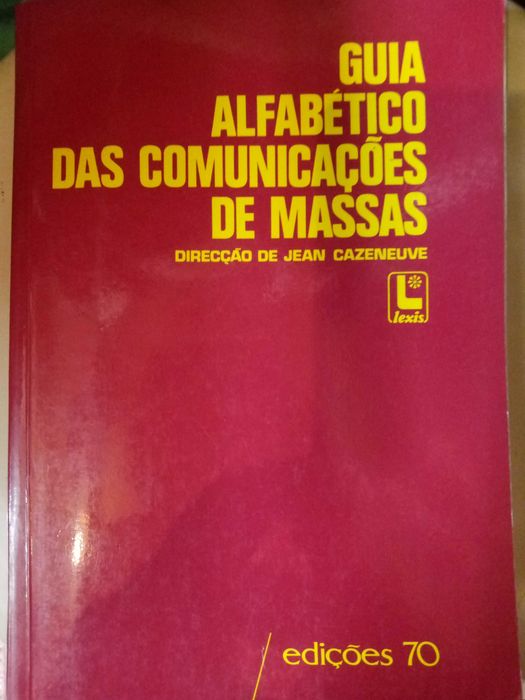 GUIA
ALFABÉTICO
DAS COMUNICAÇÕES
DE MASSAS
DIRECÇÃO DE JEAN CAZENEUVE
L
lexis
edições 70